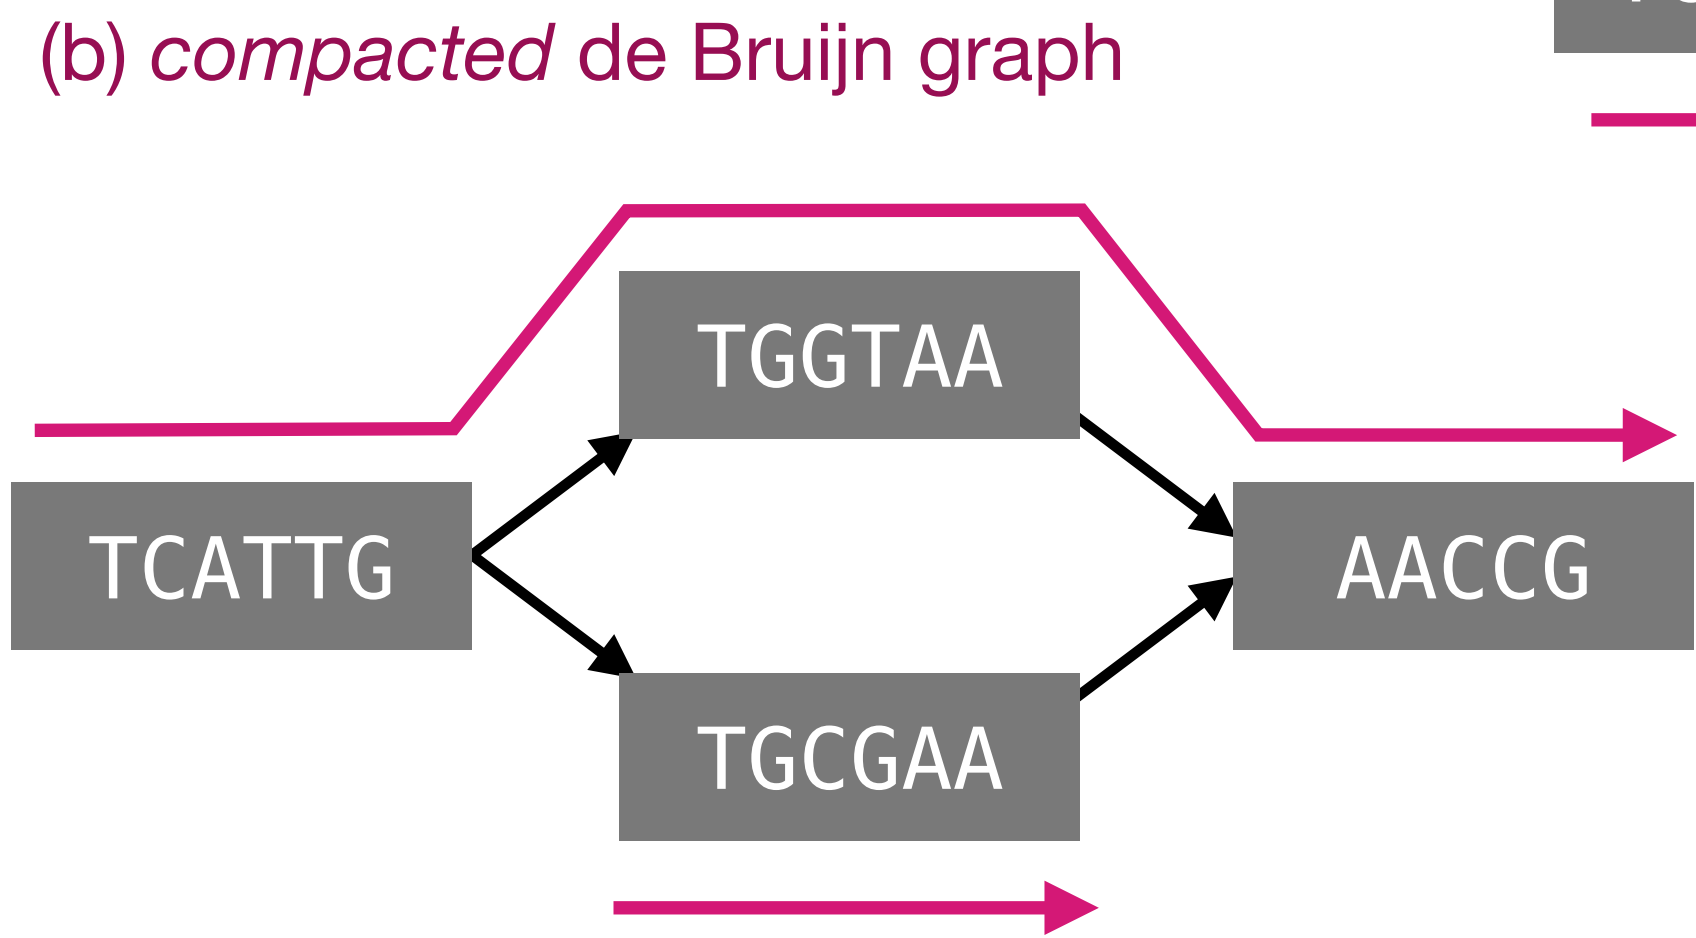 (b) compacted de Bruijn graph
TGGTAA
TCATTG
AACCG
TGCGAA